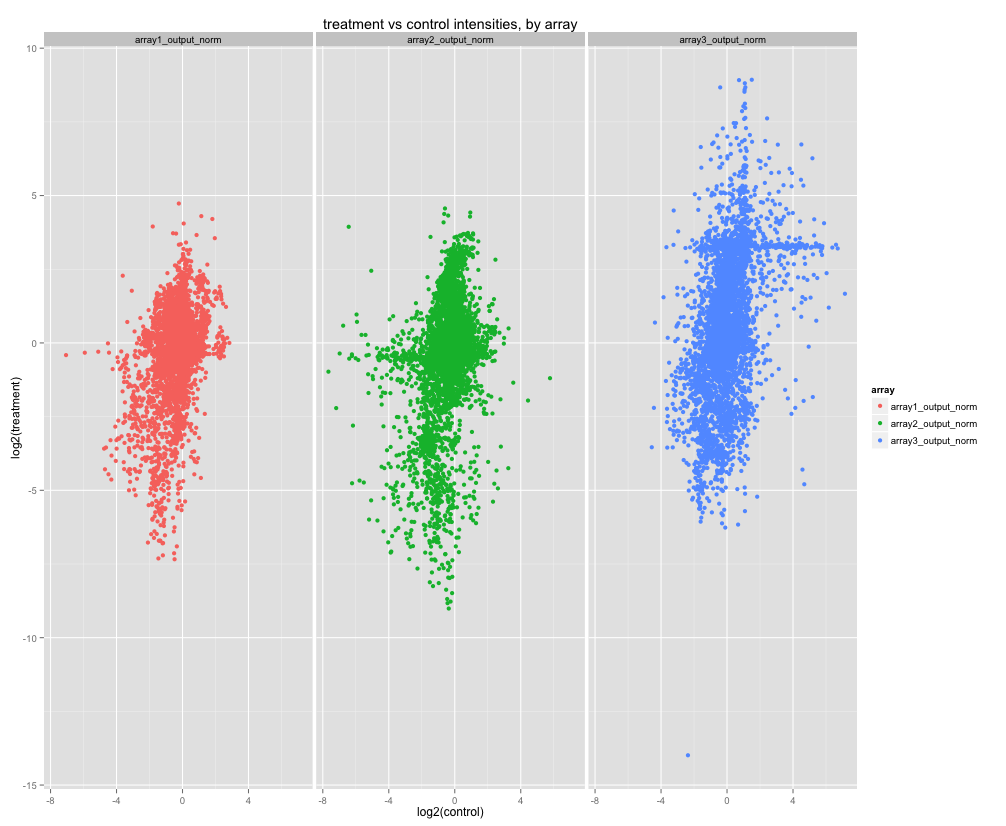 treatment vs control intensities, by array
array1_output_norm array2_output_norm array3_output_norm
10
5
0
-5
-10
-15
log2(treatment)
-8 -4 0 4 -8 -4 0 4 -8 -4 0 4
log2(control)
array
array1_output_norm
array2_output_norm
array3_output_norm